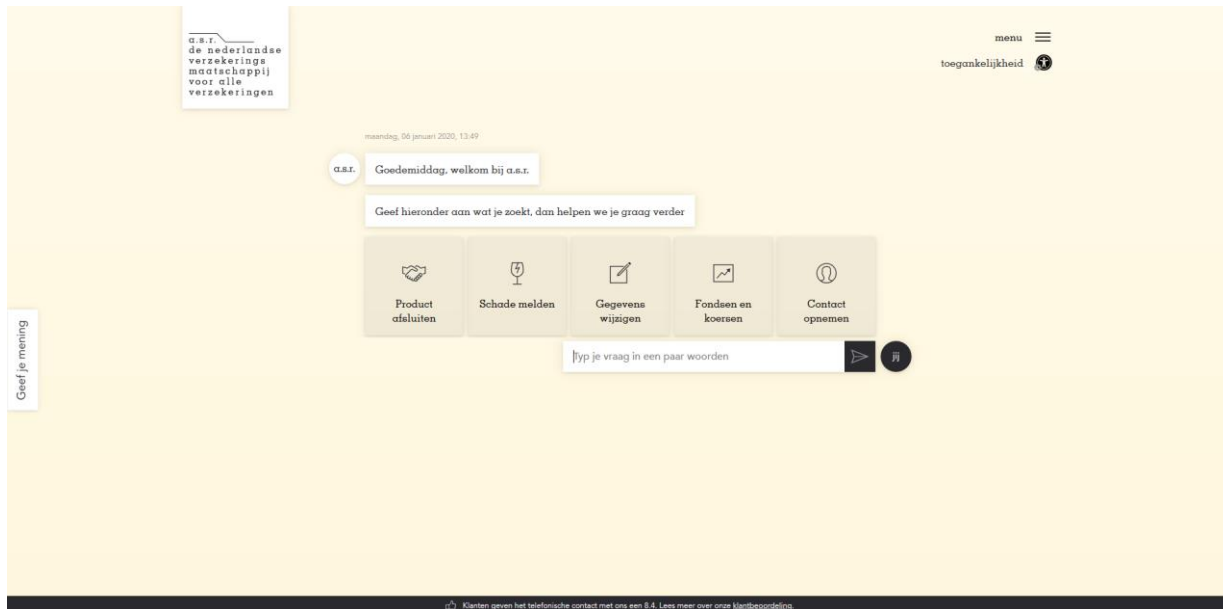 a.s.r.
de nederlandse
verzekerings
maatschappij
voor alle
verzekeringen
menu
toegankelijkheid
maandag, 06 januari 2020, 13:49
a.s.r.
Goedemiddag, welkom bij a.s.r.
Geef hieronder aan wat je zoekt, dan helpen we je graag verder
Product
afsluiten
Schade melden
Gegevens
wijzigen
Fondsen en
koersen
Contact
opnemen
Typ je vraag in een paar woorden
jij
Geef je mening
Klanten geven het telefonische contact met ons een 8.4. Lees meer over onze klantbeoordeling.